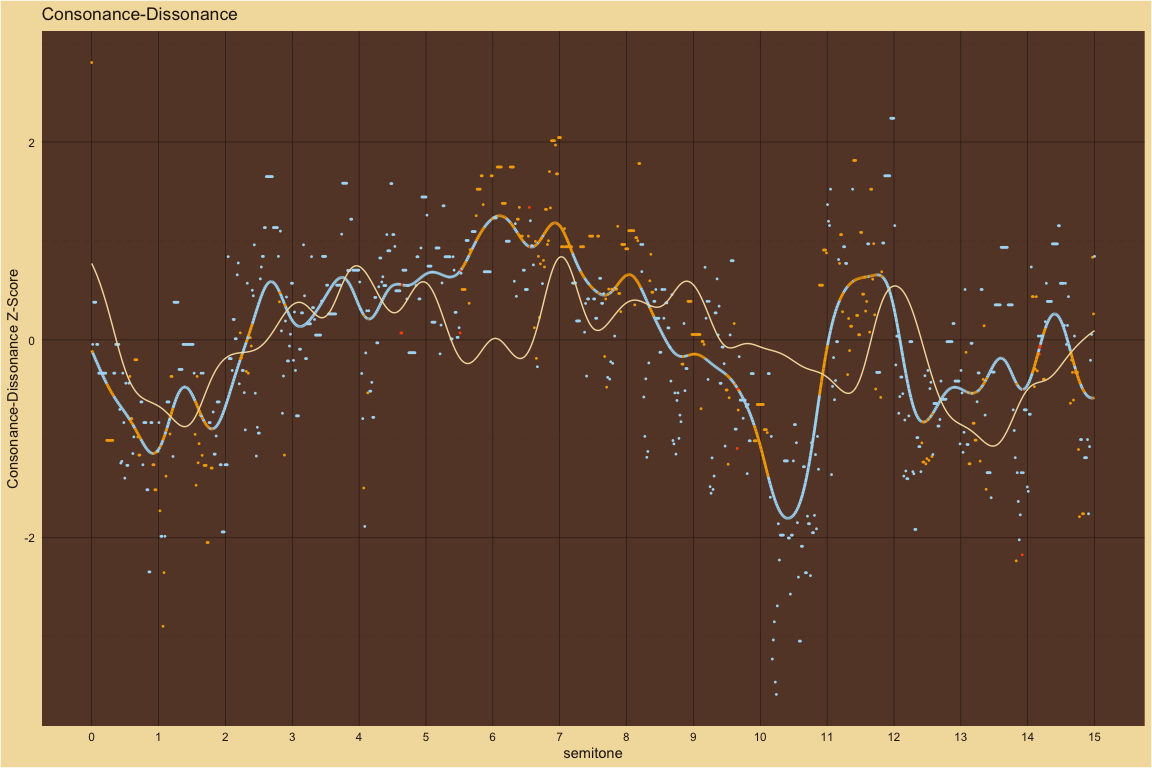 Consonance-Dissonance
Consonance-Dissonance Z-Score
2
0
-2
0 1 2 3 4 5 6 7 8 9 10 11 12 13 14 15
semitone